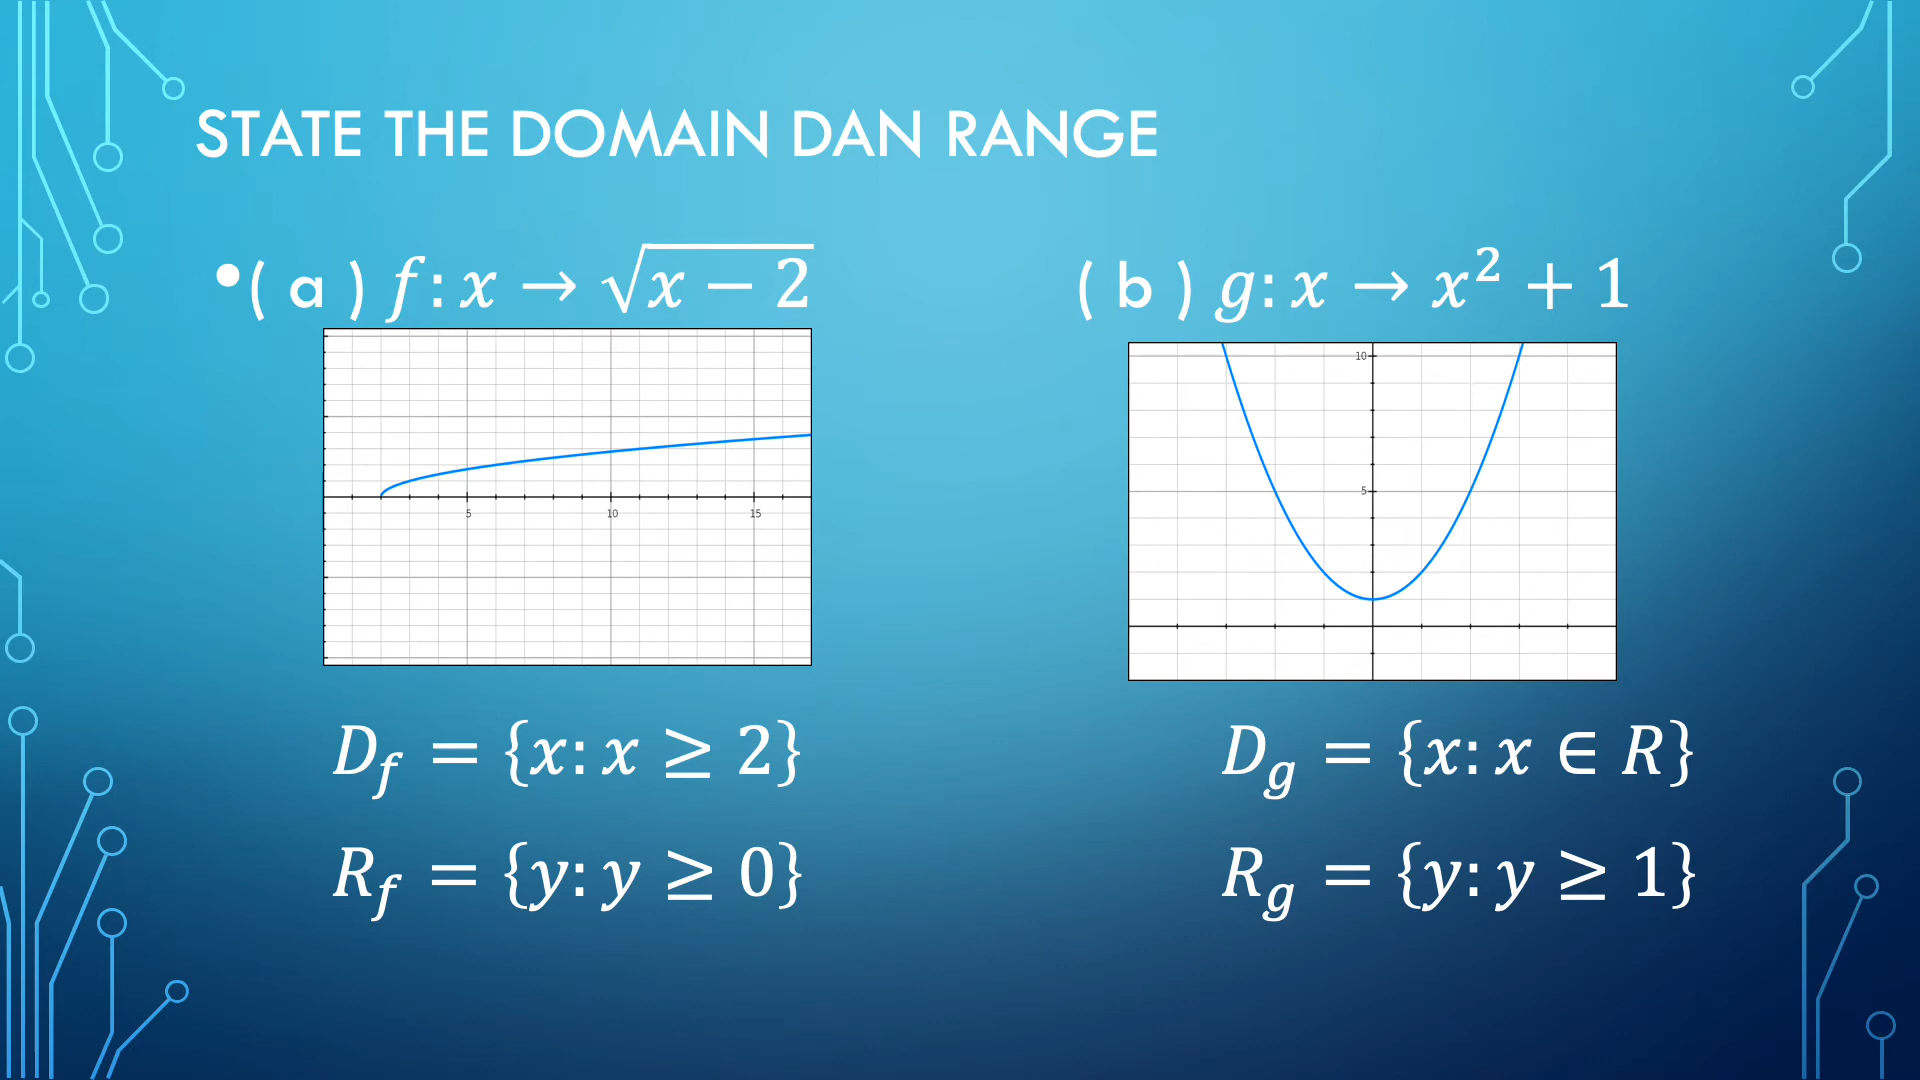 STATE THE DOMAIN DAN RANGE
•( a ) f: x → √(x − 2)
( b ) g: x → x² + 1
5 10 15
10
5
D_f = {x: x ≥ 2}
D_g = {x: x ∈ R}
R_f = {y: y ≥ 0}
R_g = {y: y ≥ 1}